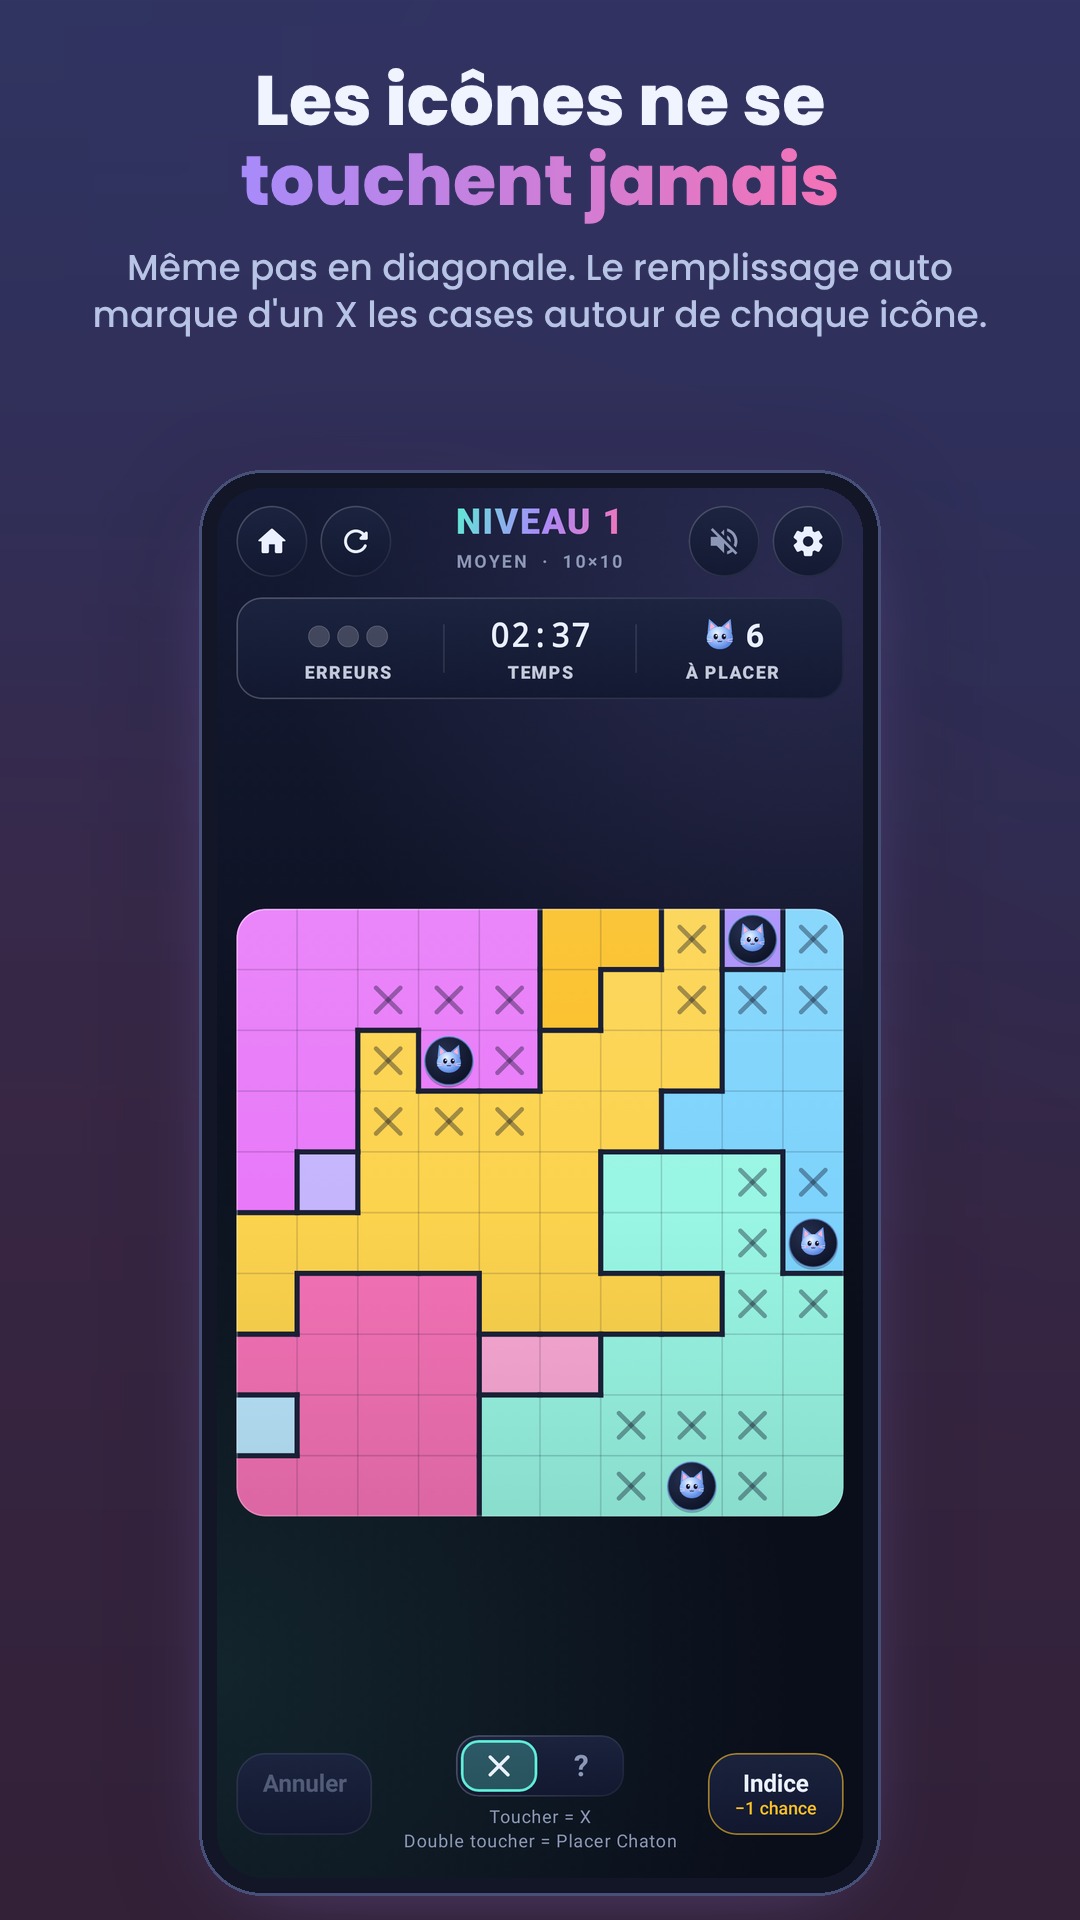 Les icônes ne se
touchent jamais
Même pas en diagonale. Le remplissage auto
marque d'un X les cases autour de chaque icône.
NIVEAU 1
MOYEN · 10×10
02:37
6
ERREURS
TEMPS
À PLACER
Annuler
?
Indice
−1 chance
Toucher = X
Double toucher = Placer Chaton